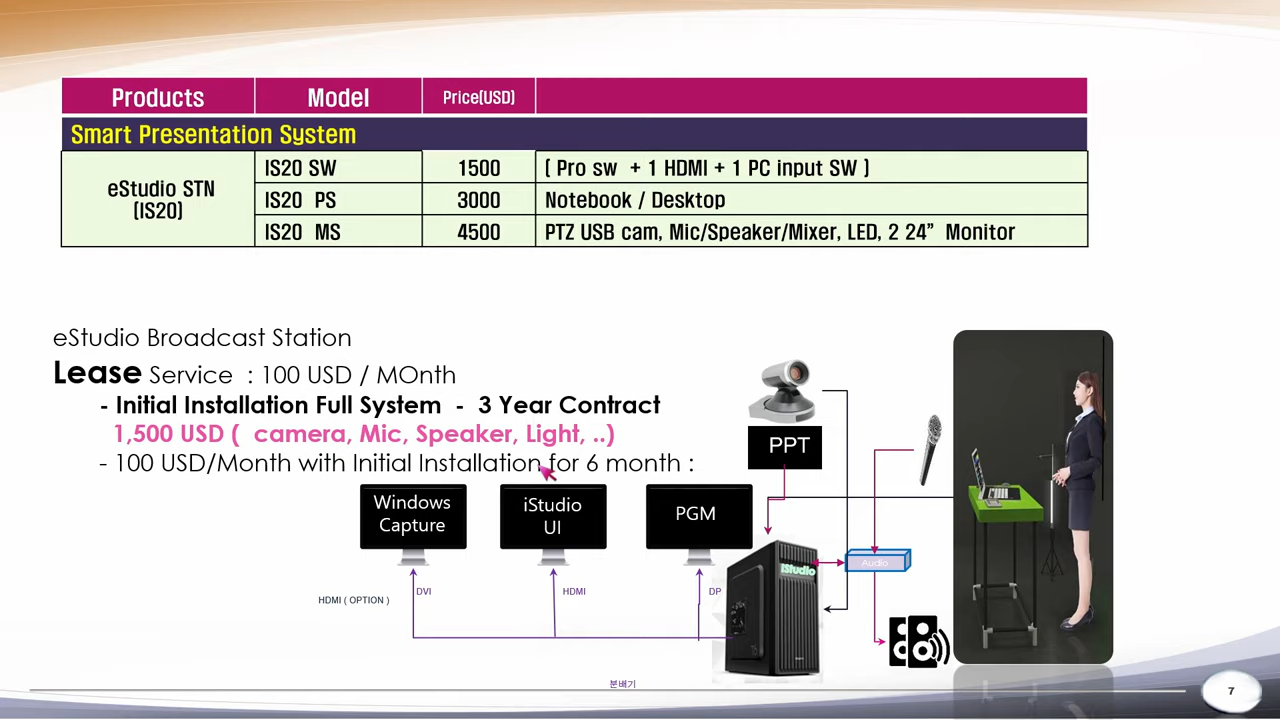 Products Model Price(USD)
Smart Presentation System
eStudio STN
(IS20)
IS20 SW 1500 ( Pro sw + 1 HDMI + 1 PC input SW )
IS20 PS 3000 Notebook / Desktop
IS20 MS 4500 PTZ USB cam, Mic/Speaker/Mixer, LED, 2 24” Monitor
eStudio Broadcast Station
Lease Service : 100 USD / MOnth
- Initial Installation Full System - 3 Year Contract
1,500 USD ( camera, Mic, Speaker, Light, ..)
- 100 USD/Month with Initial Installation for 6 month :
PPT
Windows
Capture
iStudio
UI
PGM
iStudio
Audio
DVI
HDMI
DP
HDMI ( OPTION )
분배기
7